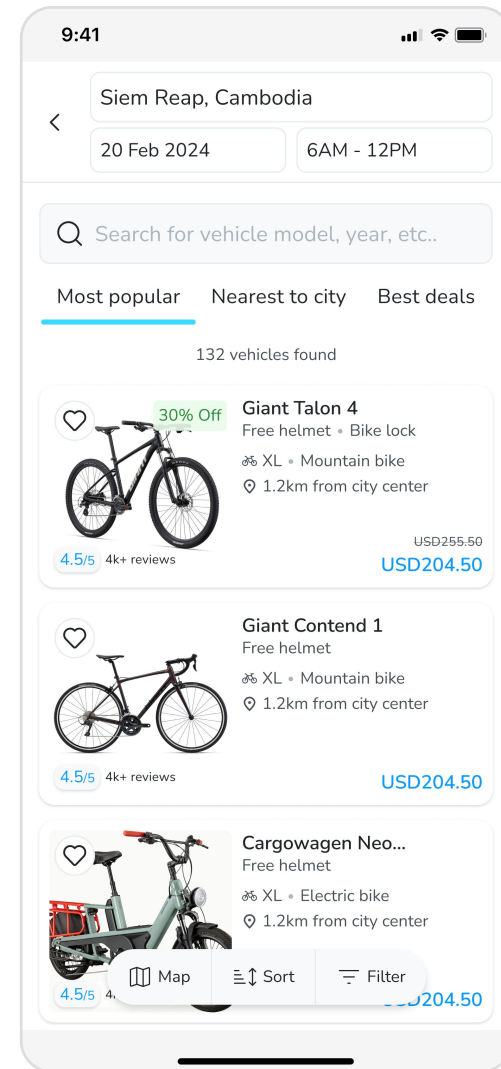 9:41
Siem Reap, Cambodia
20 Feb 2024
6AM - 12PM
Search for vehicle model, year, etc..
Most popular Nearest to city Best deals
132 vehicles found
30% Off
Giant Talon 4
Free helmet • Bike lock
XL • Mountain bike
1.2km from city center
4.5/5 4k+ reviews
USD255.50
USD204.50
Giant Contend 1
Free helmet
XL • Mountain bike
1.2km from city center
4.5/5 4k+ reviews
USD204.50
Cargowagen Neo...
Free helmet
XL • Electric bike
1.2km from city center
Map Sort Filter
4.5/5
204.50